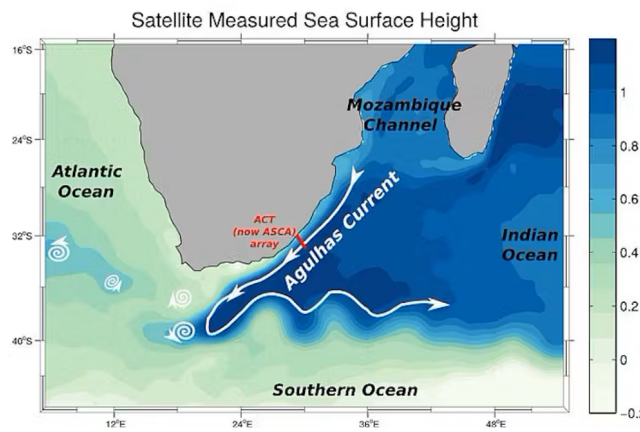 Satellite Measured Sea Surface Height
16°S
24°S
32°S
40°S
12°E
24°E
36°E
48°E
Mozambique
Channel
Atlantic
Ocean
ACT
(now ASCA)
array
Agulhas Current
Indian
Ocean
Southern Ocean
1
0.8
0.6
0.4
0.2
0